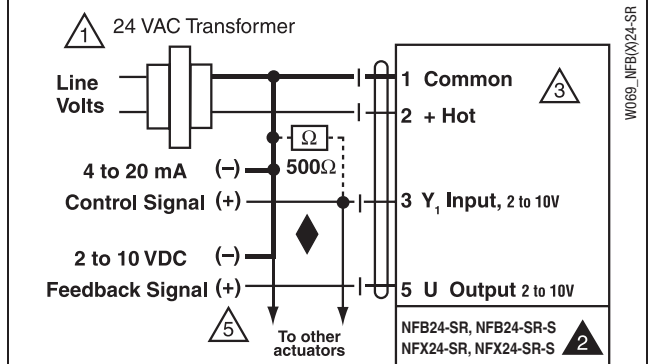 1
24 VAC Transformer
Line
Volts
1 Common
3
2 + Hot
Ω
500Ω
4 to 20 mA (–)
Control Signal (+)
3 Y1 Input, 2 to 10V
2 to 10 VDC (–)
Feedback Signal (+)
5 U Output 2 to 10V
5
To other
actuators
NFB24-SR, NFB24-SR-S
NFX24-SR, NFX24-SR-S
2
W069_NFB(X)24-SR